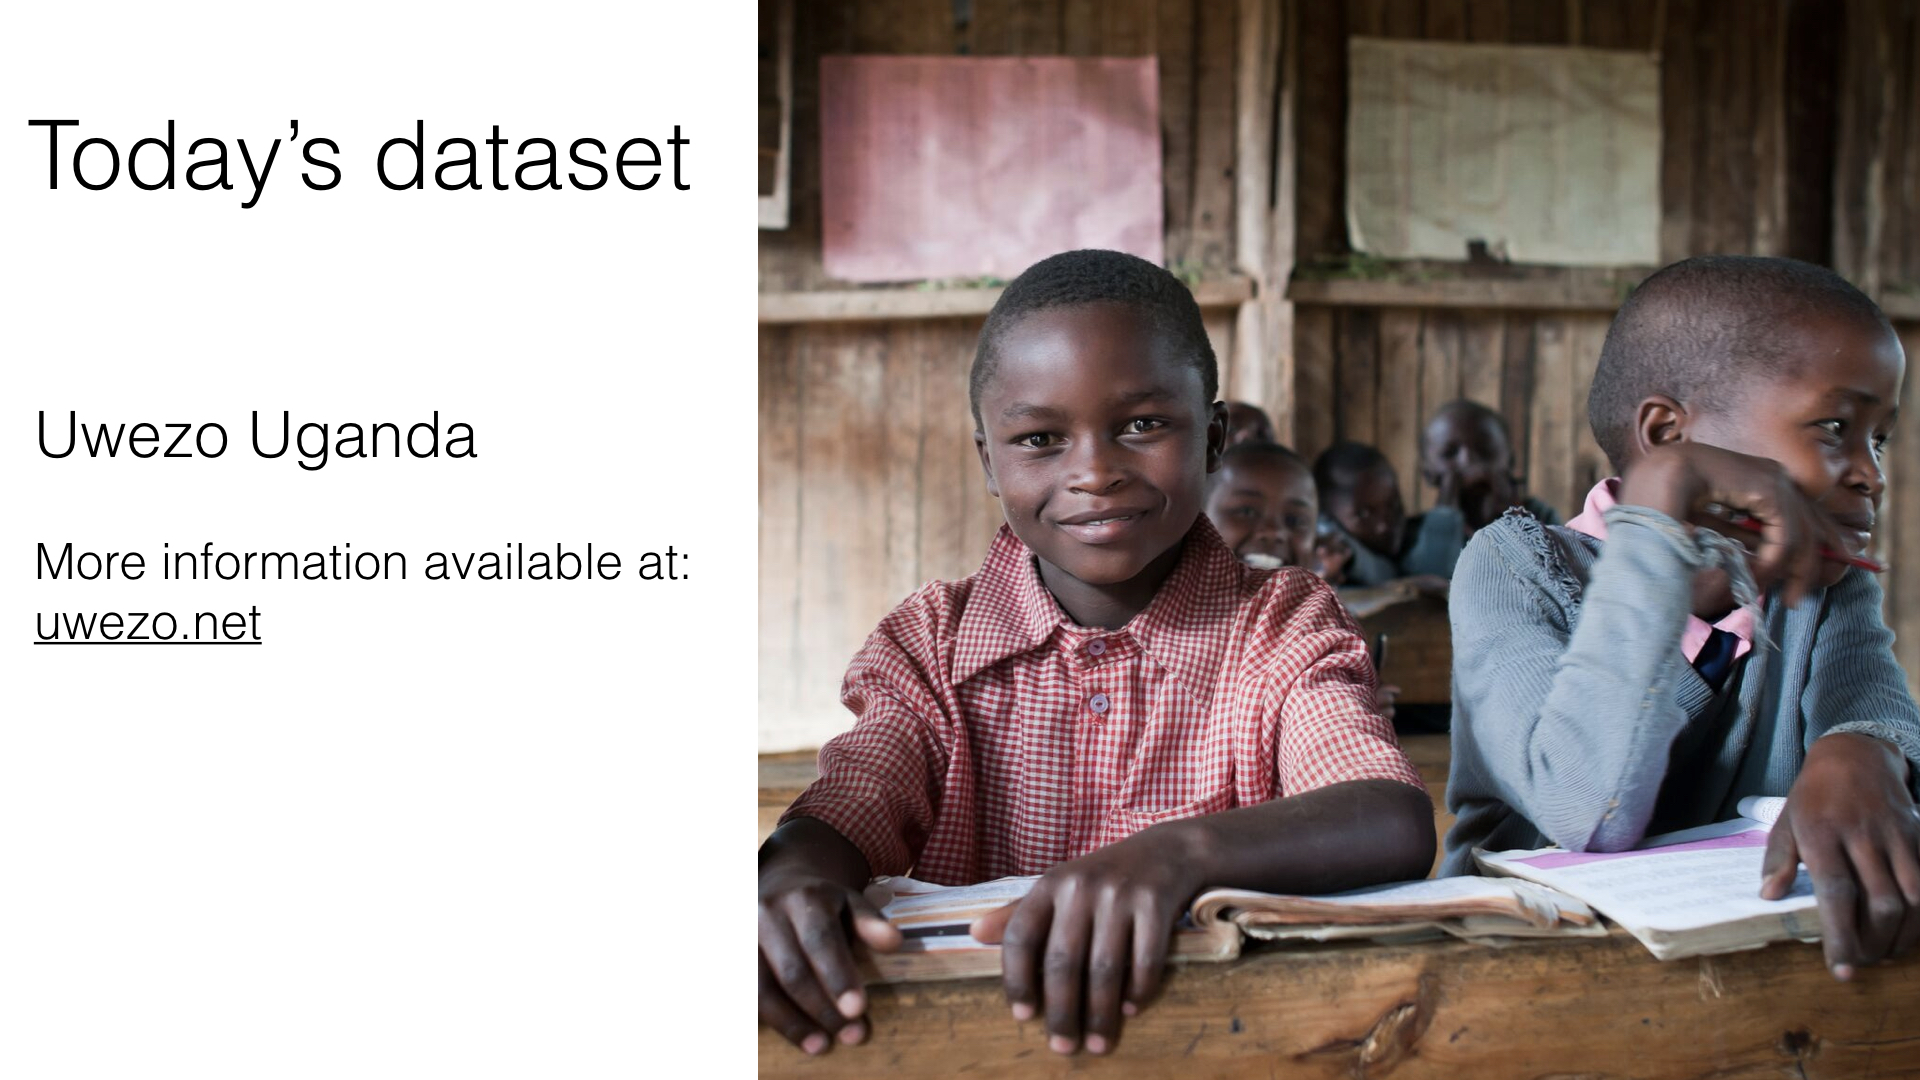 Today’s dataset
Uwezo Uganda
More information available at:
uwezo.net